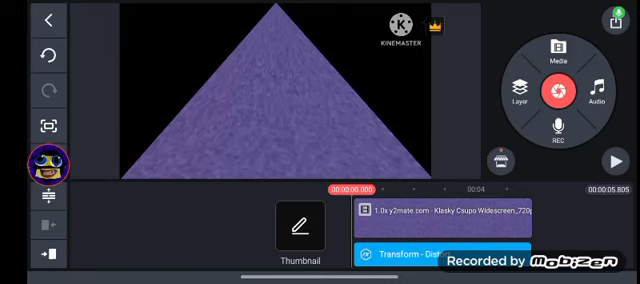 KINEMASTER
Media
Layer
Audio
REC
00:00:00.000
00:04
00:00:05.805
1.0x y2mate.com - Klasky Csupo Widescreen_720p
Transform - Distort
Thumbnail
Recorded by mobizen